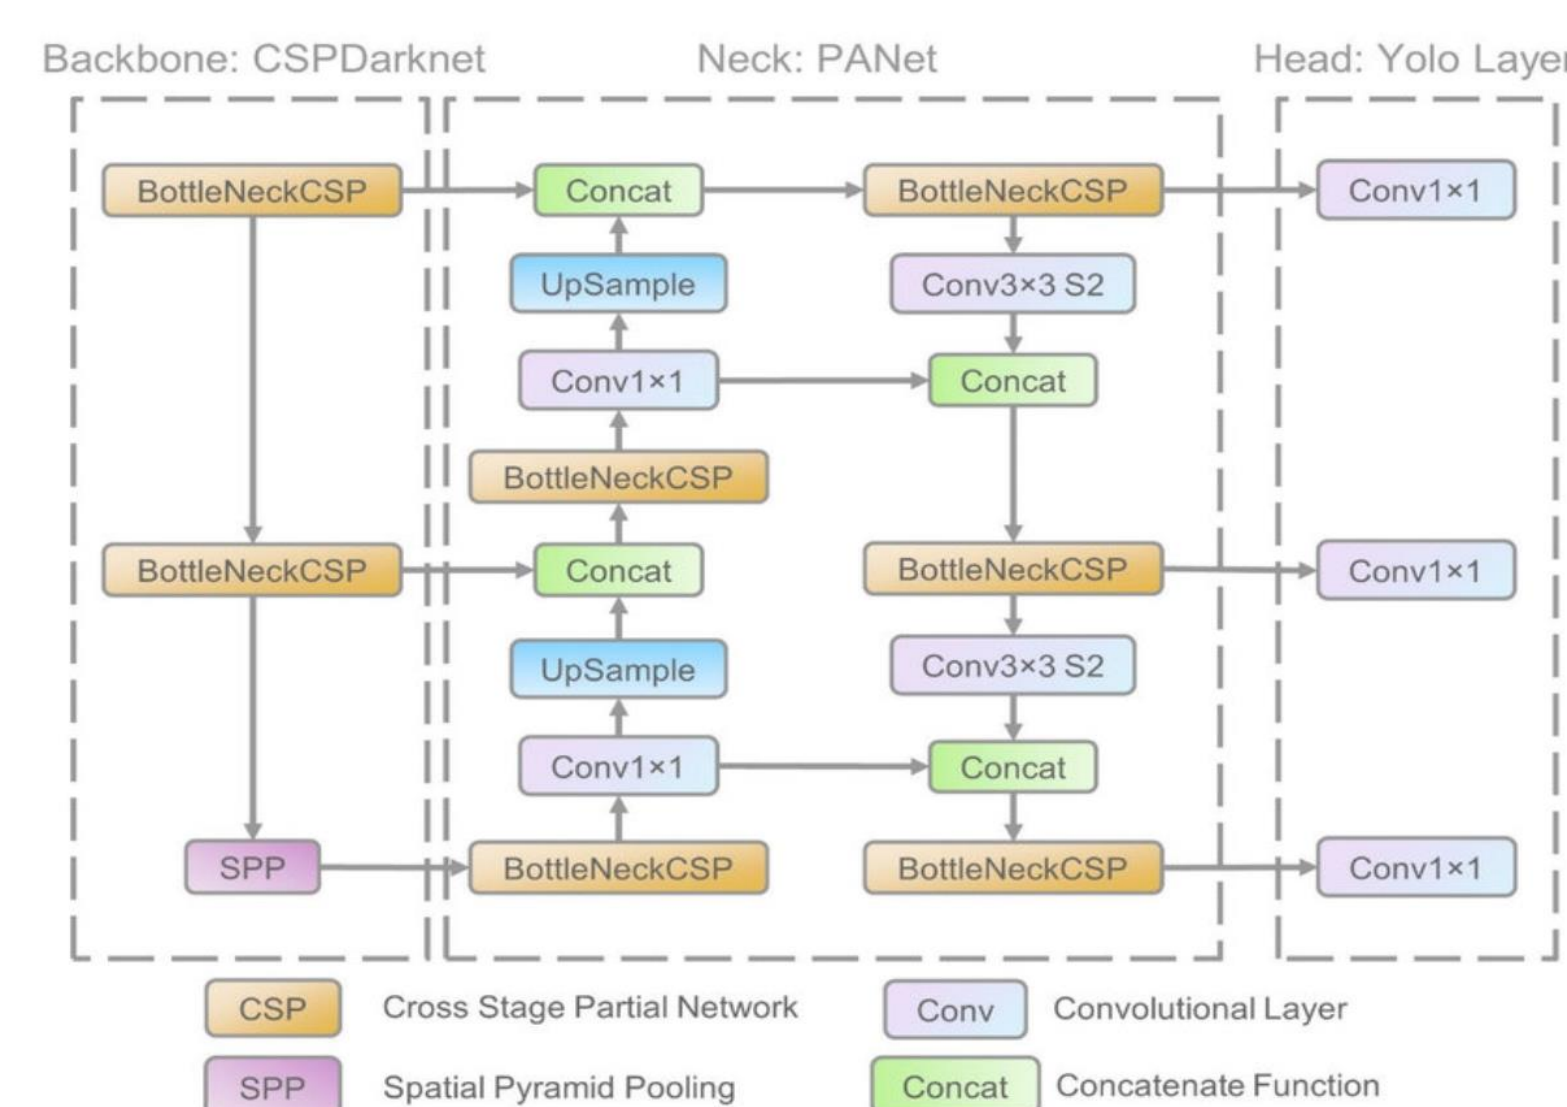 Backbone: CSPDarknet
Neck: PANet
Head: Yolo Layer
BottleNeckCSP
Concat
BottleNeckCSP
Conv1×1
UpSample
Conv3×3 S2
Conv1×1
Concat
BottleNeckCSP
BottleNeckCSP
Concat
BottleNeckCSP
Conv1×1
UpSample
Conv3×3 S2
Conv1×1
Concat
SPP
BottleNeckCSP
BottleNeckCSP
Conv1×1
CSP
Cross Stage Partial Network
Conv
Convolutional Layer
SPP
Spatial Pyramid Pooling
Concat
Concatenate Function